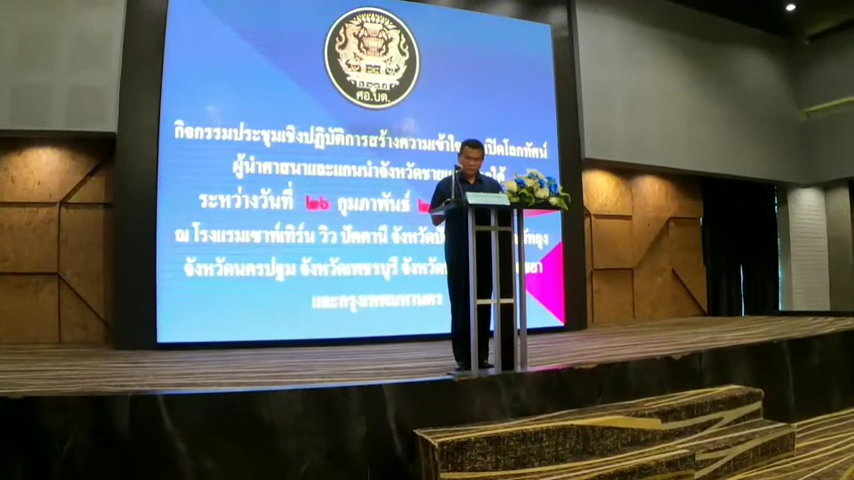 ศอ.บต.
กิจกรรมประชุมเชิงปฏิบัติการสร้างความเข้าใจ เปิดโลกทัศน์
ผู้นำศาสนาและแกนนำจังหวัดชายแดน ใต้
ระหว่างวันที่ ๒๖ กุมภาพันธ์
ณ โรงแรมเซาท์เทิร์น วิว ปัตตานี จังหวัด
จังหวัดนครปฐม จังหวัดเพชรบุรี จังหวัด
และกรุงเทพมหานคร